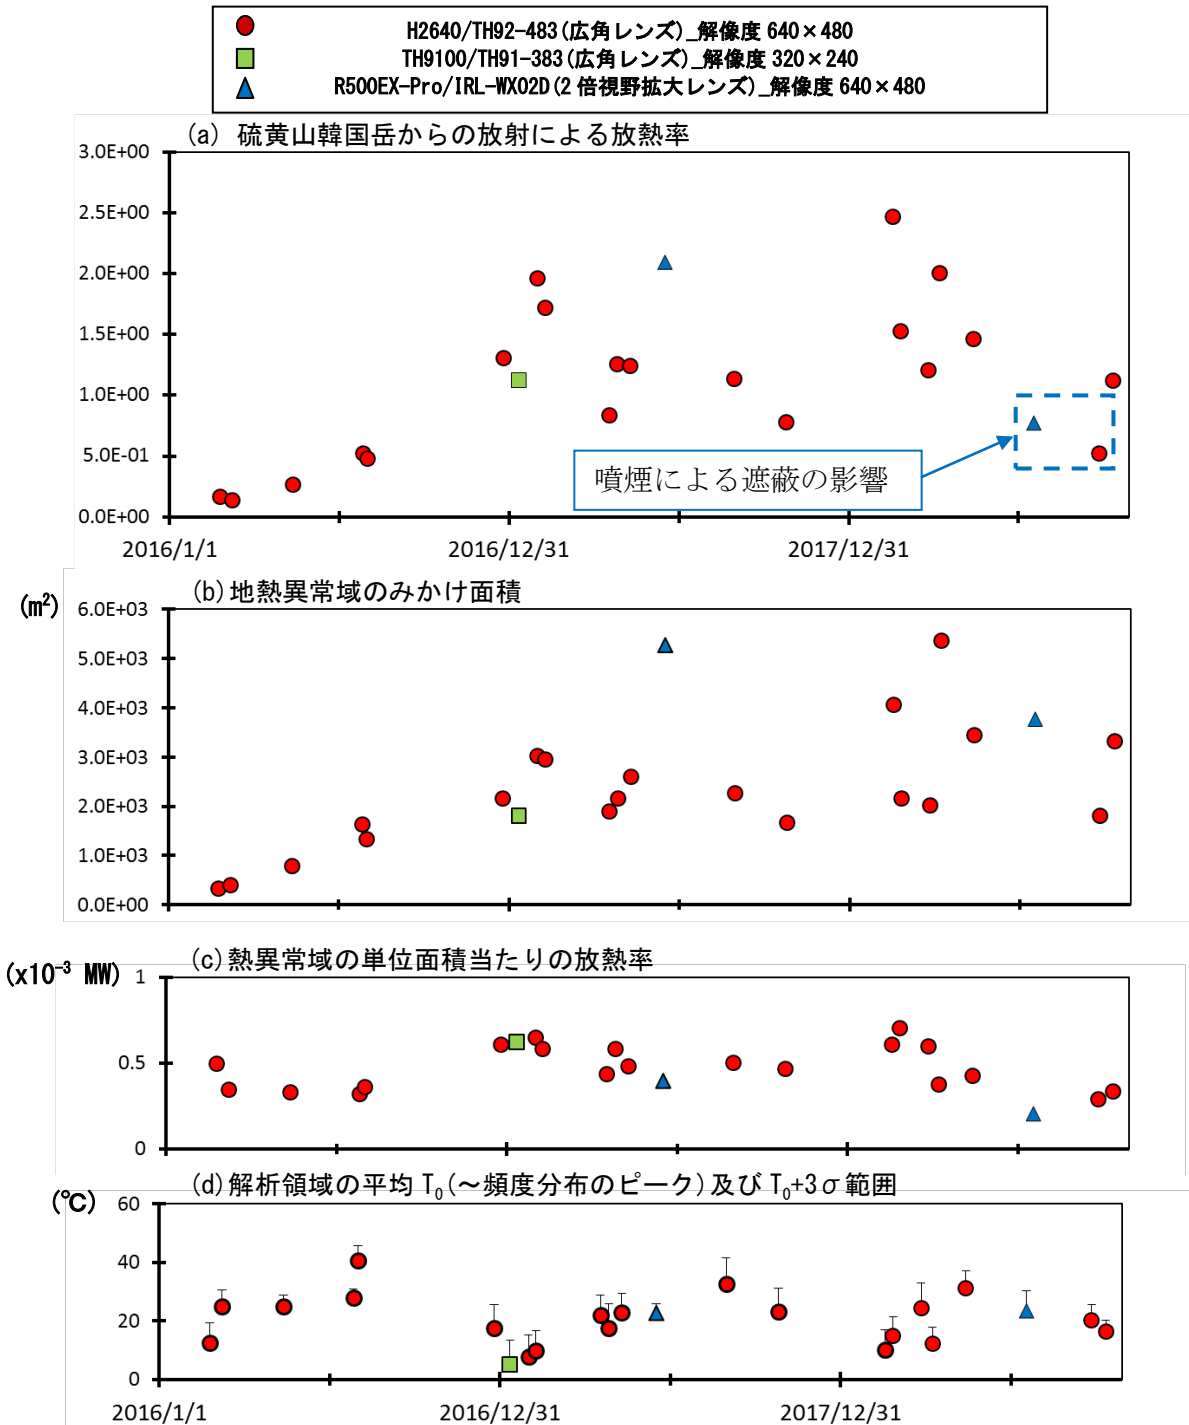 H2640/TH92-483(広角レンズ)_解像度 640×480
TH9100/TH91-383(広角レンズ)_解像度 320×240
R500EX-Pro/IRL-WX02D(2 倍視野拡大レンズ)_解像度 640×480
(a) 硫黄山韓国岳からの放射による放熱率
3.0E+00
2.5E+00
2.0E+00
1.5E+00
1.0E+00
5.0E-01
0.0E+00
噴煙による遮蔽の影響
2016/1/1 2016/12/31 2017/12/31
(b)地熱異常域のみかけ面積
(m²)
6.0E+03
5.0E+03
4.0E+03
3.0E+03
2.0E+03
1.0E+03
0.0E+00
(c)熱異常域の単位面積当たりの放熱率
(x10⁻³ MW)
1
0.5
0
(d)解析領域の平均 T₀(~頻度分布のピーク)及び T₀+3σ範囲
(℃)
60
40
20
0
2016/1/1 2016/12/31 2017/12/31